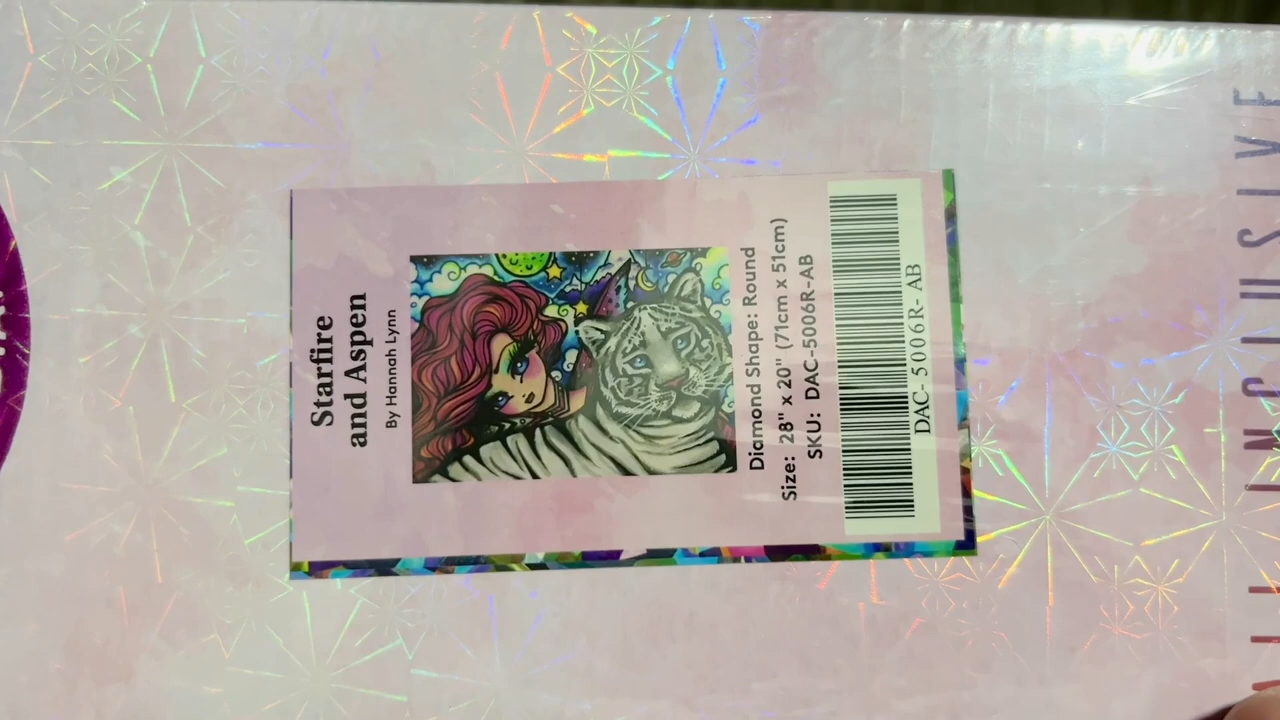 Starfire
and Aspen
By Hannah Lynn
Diamond Shape: Round
Size: 28" x 20" (71cm x 51cm)
SKU: DAC-5006R-AB
DAC- 5006R- AB